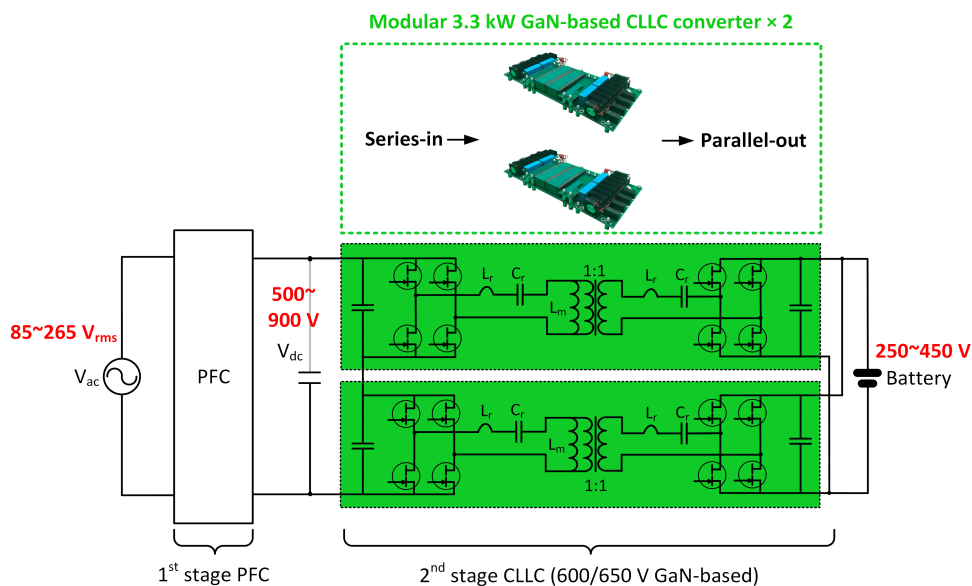 Modular 3.3 kW GaN-based CLLC converter × 2
Series-in
Parallel-out
1:1
Lr
Cr
Lr
Cr
Lm
500~
900 V
Vdc
85~265 Vrms
Vac
PFC
250~450 V
Battery
Lr
Cr
Lr
Cr
Lm
1:1
1st stage PFC
2nd stage CLLC (600/650 V GaN-based)